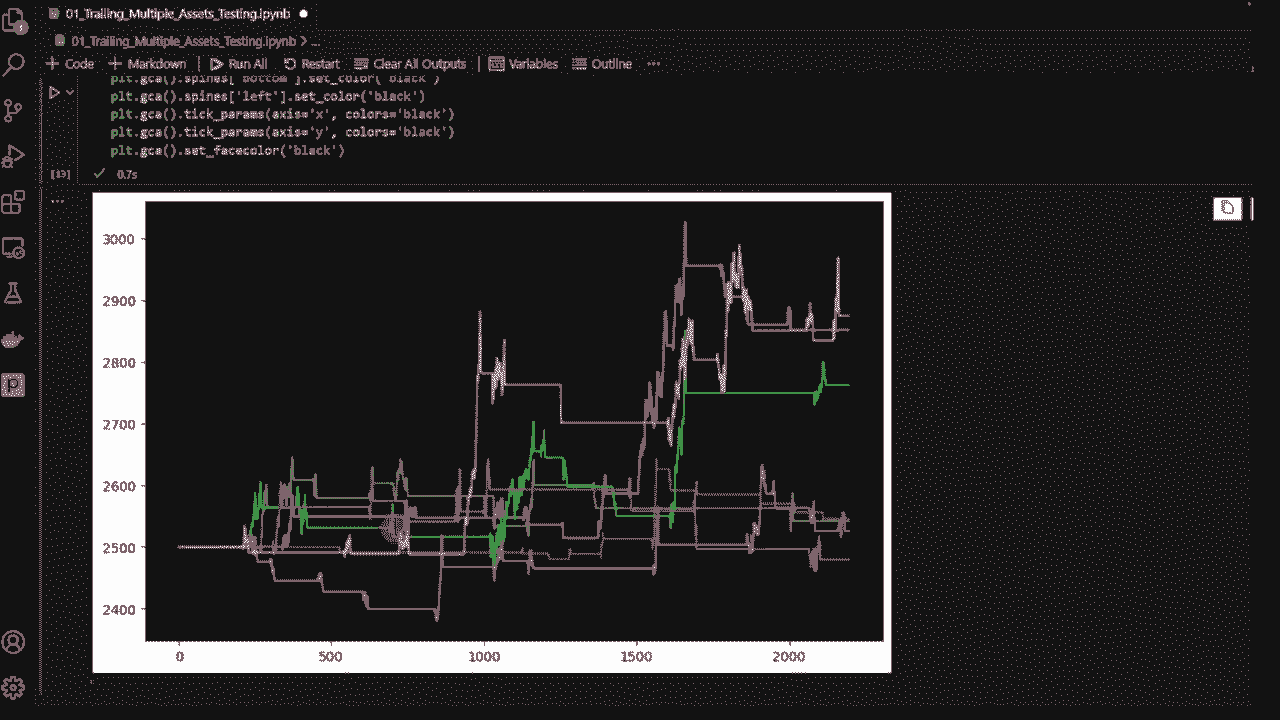 01_Trailing_Multiple_Assets_Testing.ipynb
01_Trailing_Multiple_Assets_Testing.ipynb > ...
+ Code + Markdown | Run All Restart Clear All Outputs | Variables Outline ...
plt.gca().spines['bottom'].set_color('black')
plt.gca().spines['left'].set_color('black')
plt.gca().tick_params(axis='x', colors='black')
plt.gca().tick_params(axis='y', colors='black')
plt.gca().set_facecolor('black')
[13] 0.7s
...
3000
2900
2800
2700
2600
2500
2400
0 500 1000 1500 2000